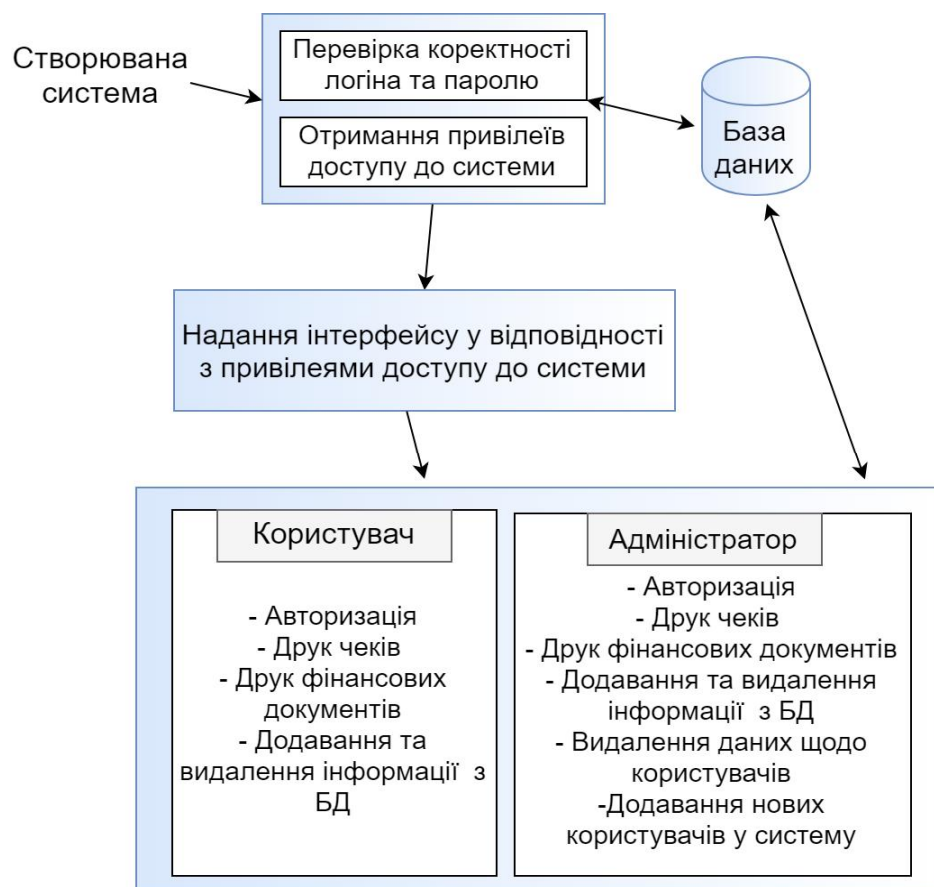 Створювана
система
Перевірка коректності
логіна та паролю
Отримання привілеїв
доступу до системи
База
даних
Надання інтерфейсу у відповідності
з привілеями доступу до системи
Користувач
- Авторизація
- Друк чеків
- Друк фінансових
документів
- Додавання та
видалення інформації з
БД
Адміністратор
- Авторизація
- Друк чеків
- Друк фінансових документів
- Додавання та видалення
інформації з БД
- Видалення даних щодо
користувачів
-Додавання нових
користувачів у систему